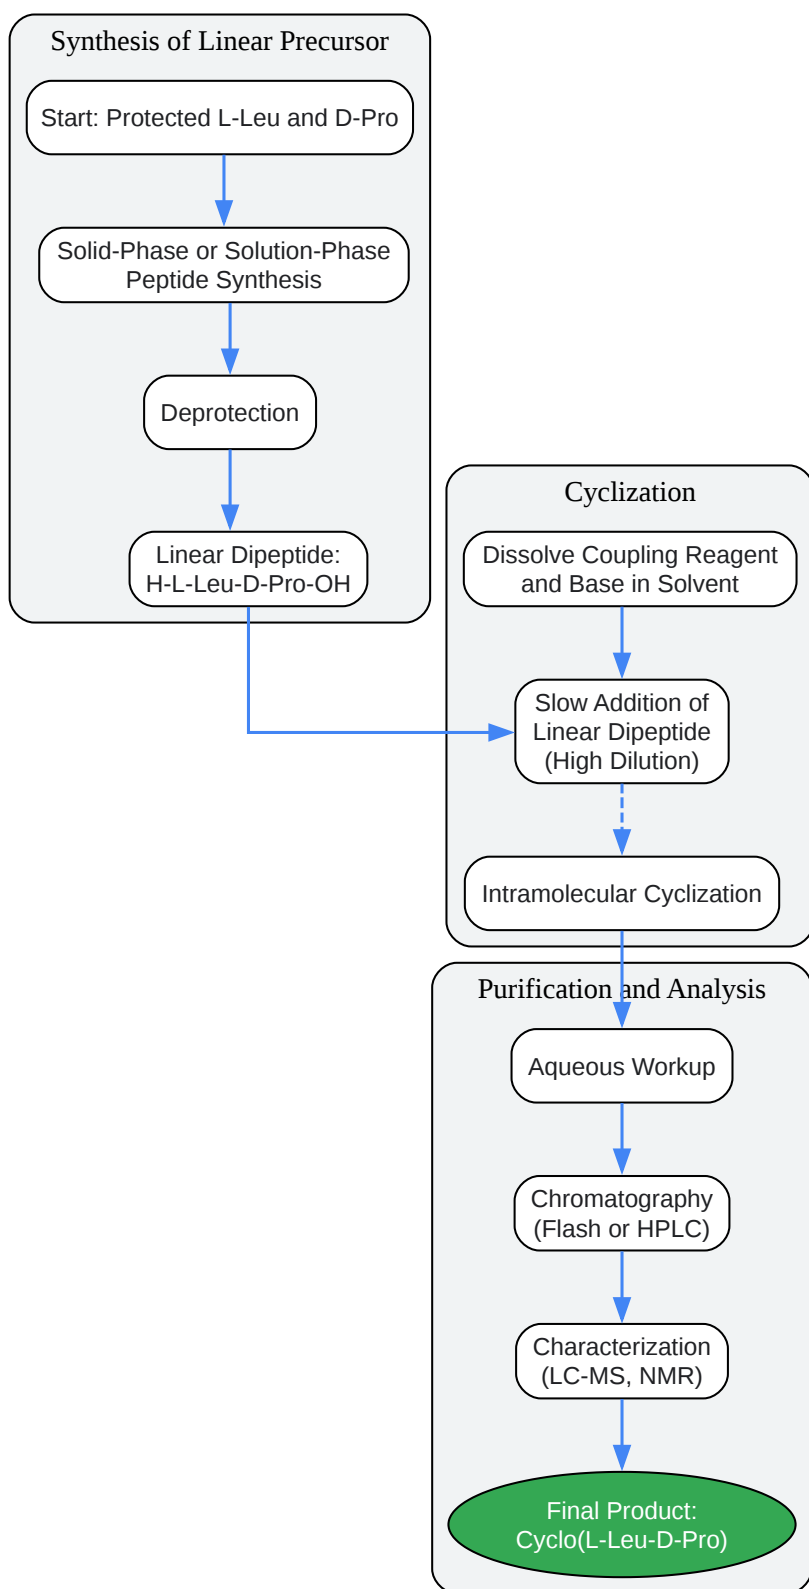 Synthesis of Linear Precursor
Start: Protected L-Leu and D-Pro
Solid-Phase or Solution-Phase
Peptide Synthesis
Deprotection
Linear Dipeptide:
H-L-Leu-D-Pro-OH
Cyclization
Dissolve Coupling Reagent
and Base in Solvent
Slow Addition of
Linear Dipeptide
(High Dilution)
Intramolecular Cyclization
Purification and Analysis
Aqueous Workup
Chromatography
(Flash or HPLC)
Characterization
(LC-MS, NMR)
Final Product:
Cyclo(L-Leu-D-Pro)